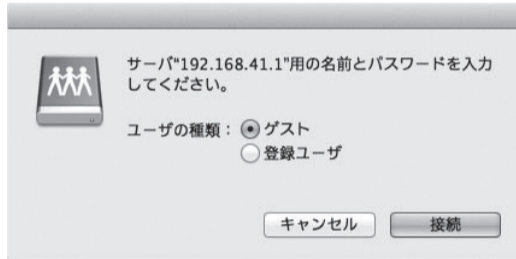 サーバ“192.168.41.1”用の名前とパスワードを入力
してください。
ユーザの種類：ゲスト
登録ユーザ
キャンセル 接続